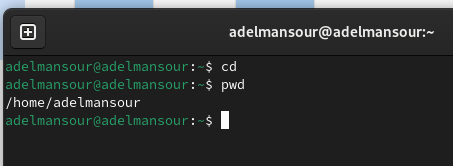 adelmansour@adelmansour:~
adelmansour@adelmansour:~$ cd
adelmansour@adelmansour:~$ pwd
/home/adelmansour
adelmansour@adelmansour:~$